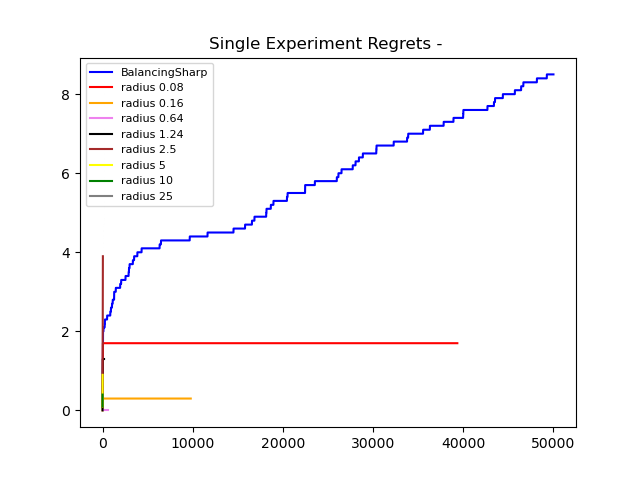 Single Experiment Regrets -
BalancingSharp
radius 0.08
radius 0.16
radius 0.64
radius 1.24
radius 2.5
radius 5
radius 10
radius 25
8
6
4
2
0
0 10000 20000 30000 40000 50000